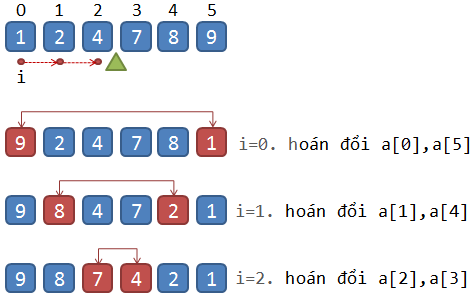 0 1 2 3 4 5
1 2 4 7 8 9
i
9 2 4 7 8 1 i=0. hoán đổi a[0],a[5]
9 8 4 7 2 1 i=1. hoán đổi a[1],a[4]
9 8 7 4 2 1 i=2. hoán đổi a[2],a[3]